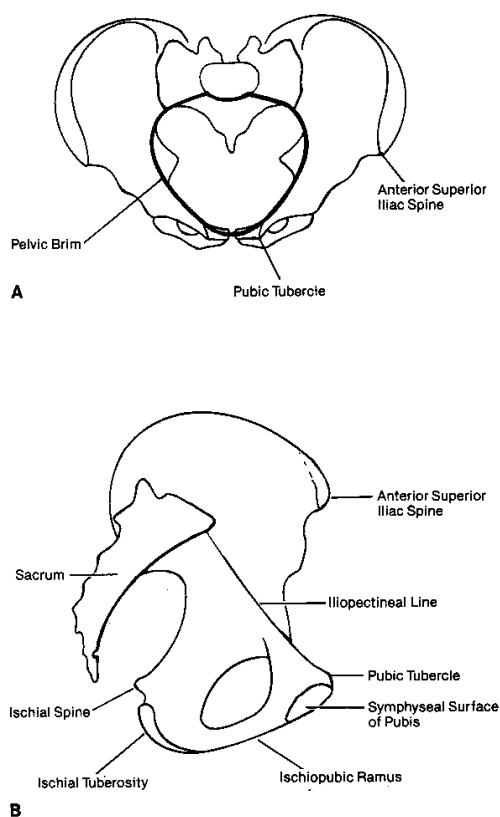 Anterior Superior
Iliac Spine
Pelvic Brim
Pubic Tubercle
A
Anterior Superior
Iliac Spine
Sacrum
Iliopectineal Line
Pubic Tubercle
Ischial Spine
Symphyseal Surface
of Pubis
Ischial Tuberosity
Ischiopubic Ramus
B